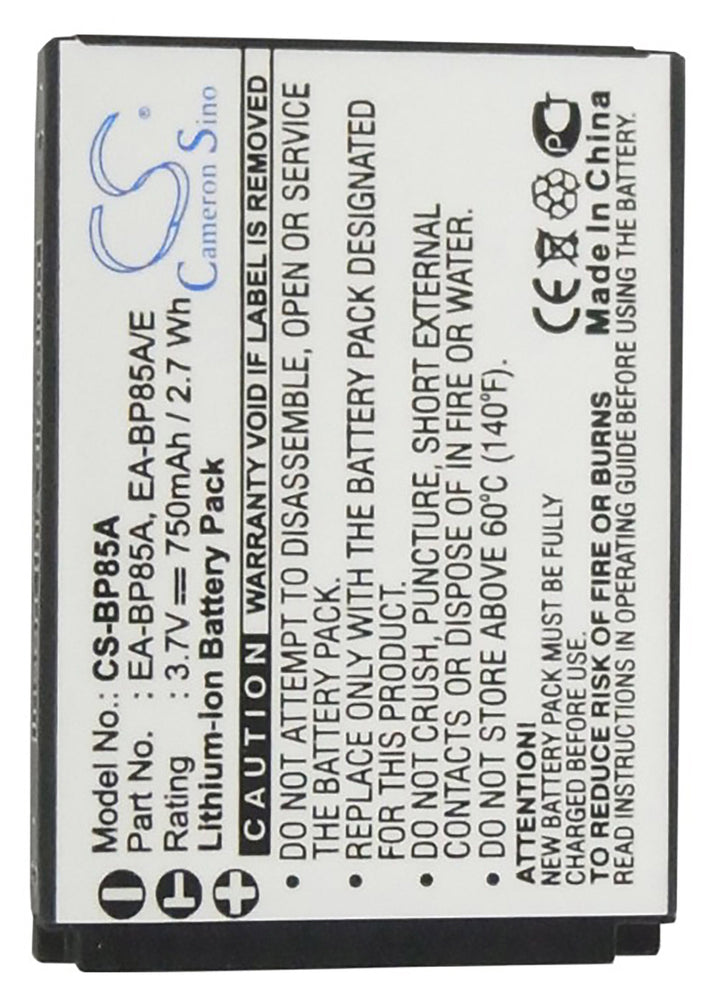 CS®
Cameron Sino
Model No.: CS-BP85A
Part No. : EA-BP85A, EA-BP85A/E
Rating : 3.7V⎓750mAh / 2.7 Wh
Lithium-Ion Battery Pack
CAUTION WARRANTY VOID IF LABEL IS REMOVED
• DO NOT ATTEMPT TO DISASSEMBLE, OPEN OR SERVICE
THE BATTERY PACK.
• REPLACE ONLY WITH THE BATTERY PACK DESIGNATED
FOR THIS PRODUCT.
• DO NOT CRUSH, PUNCTURE, SHORT EXTERNAL
CONTACTS OR DISPOSE OF IN FIRE OR WATER.
• DO NOT STORE ABOVE 60°C (140°F).
ATTENTION!
NEW BATTERY PACK MUST BE FULLY
CHARGED BEFORE USE.
TO REDUCE RISK OF FIRE OR BURNS
READ INSTRUCTIONS IN OPERATING GUIDE BEFORE USING THE BATTERY.
CE PC
Made In China
− T +